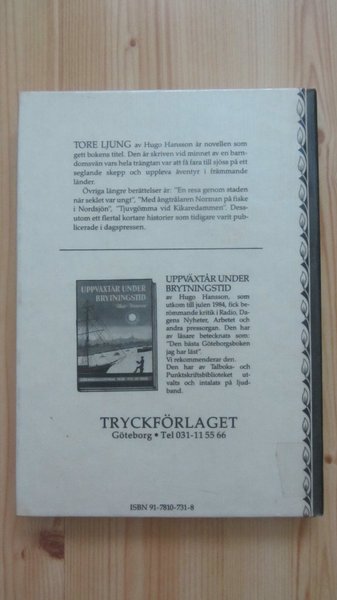 TORE LJUNG av Hugo Hansson är novellen som
gett bokens titel. Den är skriven vid minnet av en barn-
domsvän vars hela trängtan var att få fara till sjöss på ett
seglande skepp och uppleva äventyr i främmande
länder.
Övriga längre berättelser är: "En resa genom staden
när seklet var ungt", "Med ångtrålaren Norman på fiske
i Nordsjön", "Tjuvgömma vid Kikaredammen". Dess-
utom ett flertal kortare historier som tidigare varit pu-
blicerade i dagspressen.
UPPVÄXTÅR UNDER
BRYTNINGSTID
UPPVÄXTÅR UNDER
BRYTNINGSTID
av Hugo Hansson, som
utkom till julen 1984, fick be-
römmande kritik i Radio, Da-
gens Nyheter, Arbetet och
andra pressorgan. Den har
av läsare betecknats som:
"Den bästa Göteborgsboken
jag har läst".
Vi rekommenderar den.
Den har av Talboks- och
Punktskriftsbiblioteket ut-
valts och intalats på ljud-
band.
TRYCKFÖRLAGET
Göteborg • Tel 031-11 55 66
ISBN 91-7810-731-8